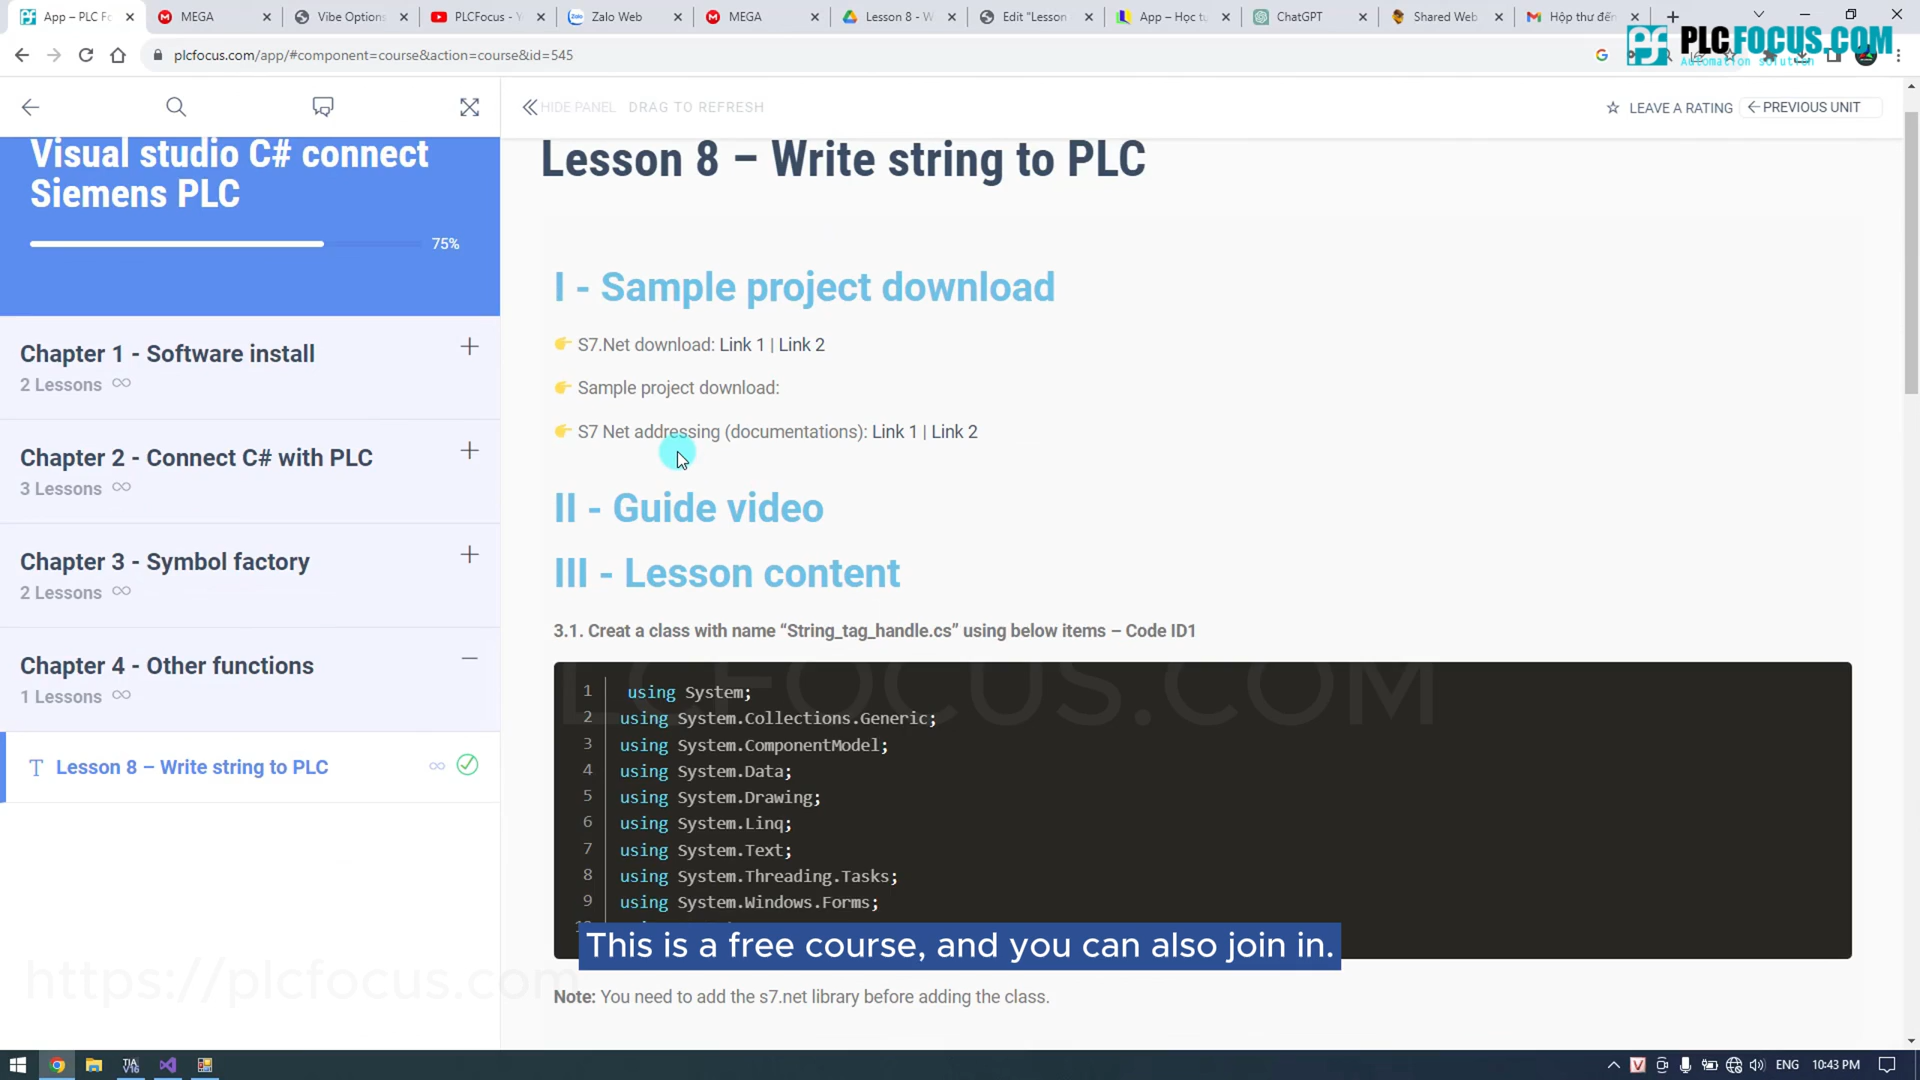 App – PLC Fo
MEGA
Vibe Options
PLCFocus - Y
Zalo Web
MEGA
Lesson 8 - W
Edit "Lesson
App – Học tự
ChatGPT
Shared Web
Hộp thư đến
plcfocus.com/app/#component=course&action=course&id=545
PLCFOCUS.COM
Automation solution
HIDE PANEL
DRAG TO REFRESH
LEAVE A RATING
PREVIOUS UNIT
Visual studio C# connect
Siemens PLC
75%
Chapter 1 - Software install
2 Lessons
Chapter 2 - Connect C# with PLC
3 Lessons
Chapter 3 - Symbol factory
2 Lessons
Chapter 4 - Other functions
1 Lessons
Lesson 8 – Write string to PLC
Lesson 8 – Write string to PLC
I - Sample project download
S7.Net download: Link 1 | Link 2
Sample project download:
S7 Net addressing (documentations): Link 1 | Link 2
II - Guide video
III - Lesson content
3.1. Creat a class with name “String_tag_handle.cs” using below items – Code ID1
PLCFOCUS.COM
1 using System;
2 using System.Collections.Generic;
3 using System.ComponentModel;
4 using System.Data;
5 using System.Drawing;
6 using System.Linq;
7 using System.Text;
8 using System.Threading.Tasks;
9 using System.Windows.Forms;
This is a free course, and you can also join in.
https://plcfocus.com
Note: You need to add the s7.net library before adding the class.
ENG
10:43 PM